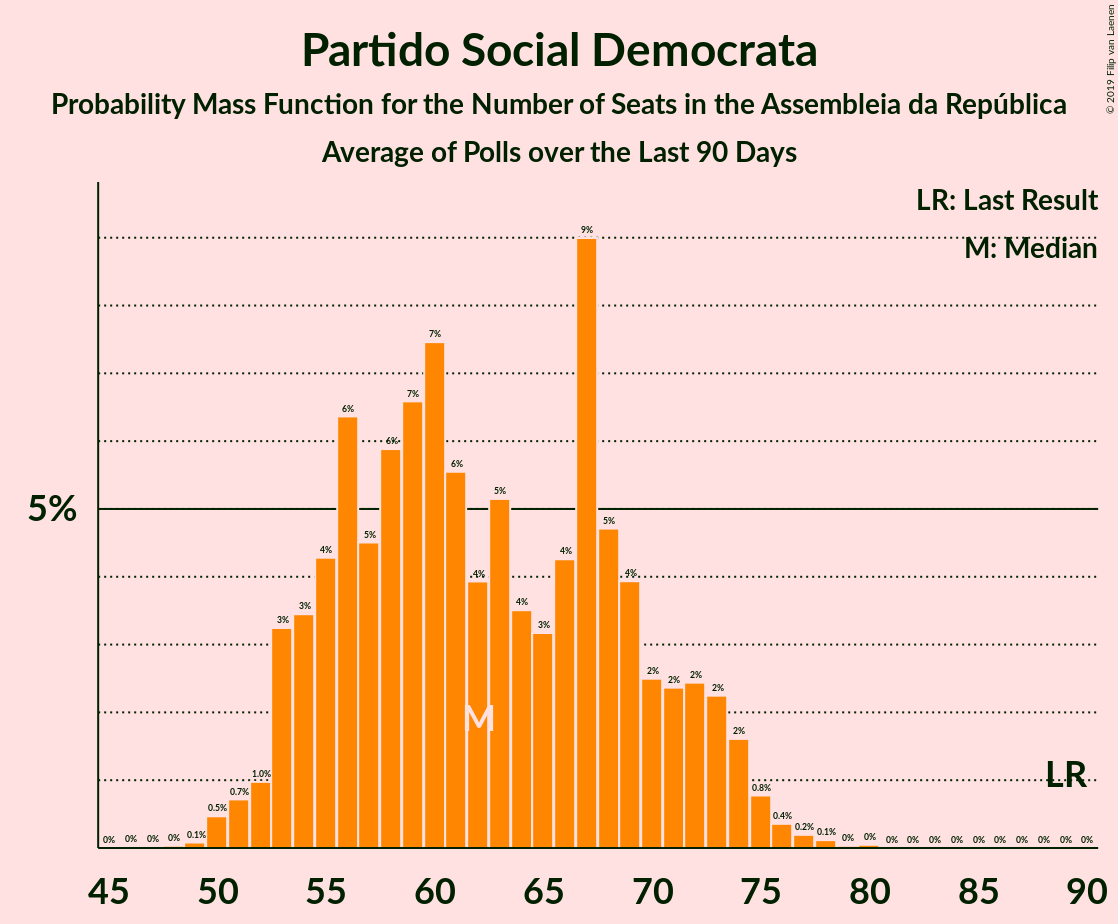 Partido Social Democrata
Probability Mass Function for the Number of Seats in the Assembleia da República
Average of Polls over the Last 90 Days
© 2019 Filip van Laenen
LR: Last Result
M: Median
5%
0% 0% 0% 0% 0.1% 0.5% 0.7% 1.0% 3% 3% 4% 6% 5% 6% 7% 7% 6% 4% 5% 4% 3% 4% 9% 5% 4% 2% 2% 2% 2% 2% 0.8% 0.4% 0.2% 0.1% 0% 0% 0% 0% 0% 0% 0% 0% 0% 0% 0% 0%
M
LR
45 50 55 60 65 70 75 80 85 90